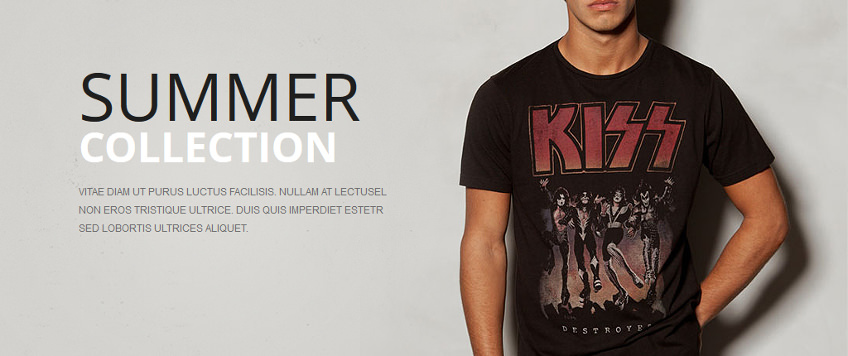 SUMMER
COLLECTION
VITAE DIAM UT PURUS LUCTUS FACILISIS. NULLAM AT LECTUSEL
NON EROS TRISTIQUE ULTRICE. DUIS QUIS IMPERDIET ESTETR
SED LOBORTIS ULTRICES ALIQUET.
KISS
DESTROYE